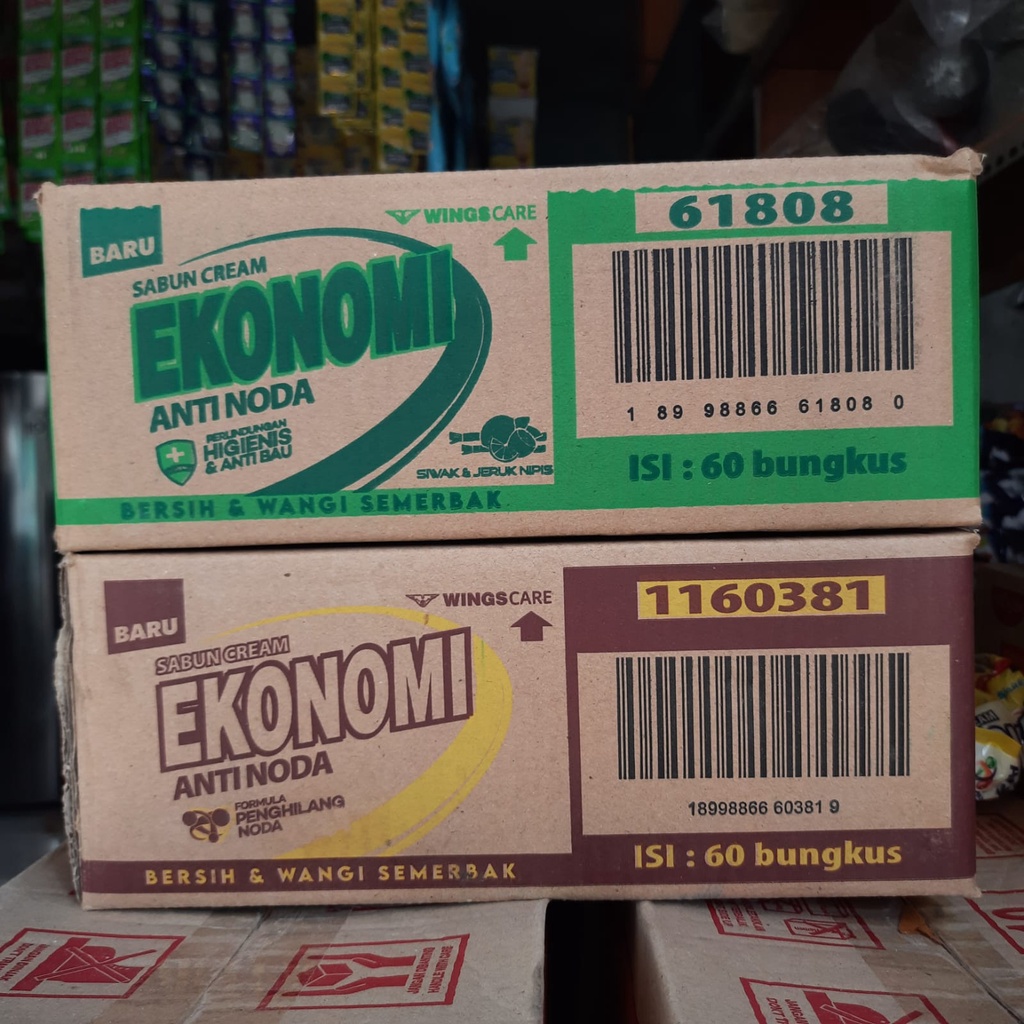 BARU
WINGSCARE
SABUN CREAM
EKONOMI
ANTI NODA
PERLINDUNGAN
HIGIENIS
& ANTI BAU
SIWAK & JERUK NIPIS
BERSIH & WANGI SEMERBAK
61808
1 89 98866 61808 0
ISI : 60 bungkus
BARU
WINGSCARE
SABUN CREAM
EKONOMI
ANTI NODA
FORMULA
PENGHILANG
NODA
BERSIH & WANGI SEMERBAK
1160381
18998866 60381 9
ISI : 60 bungkus